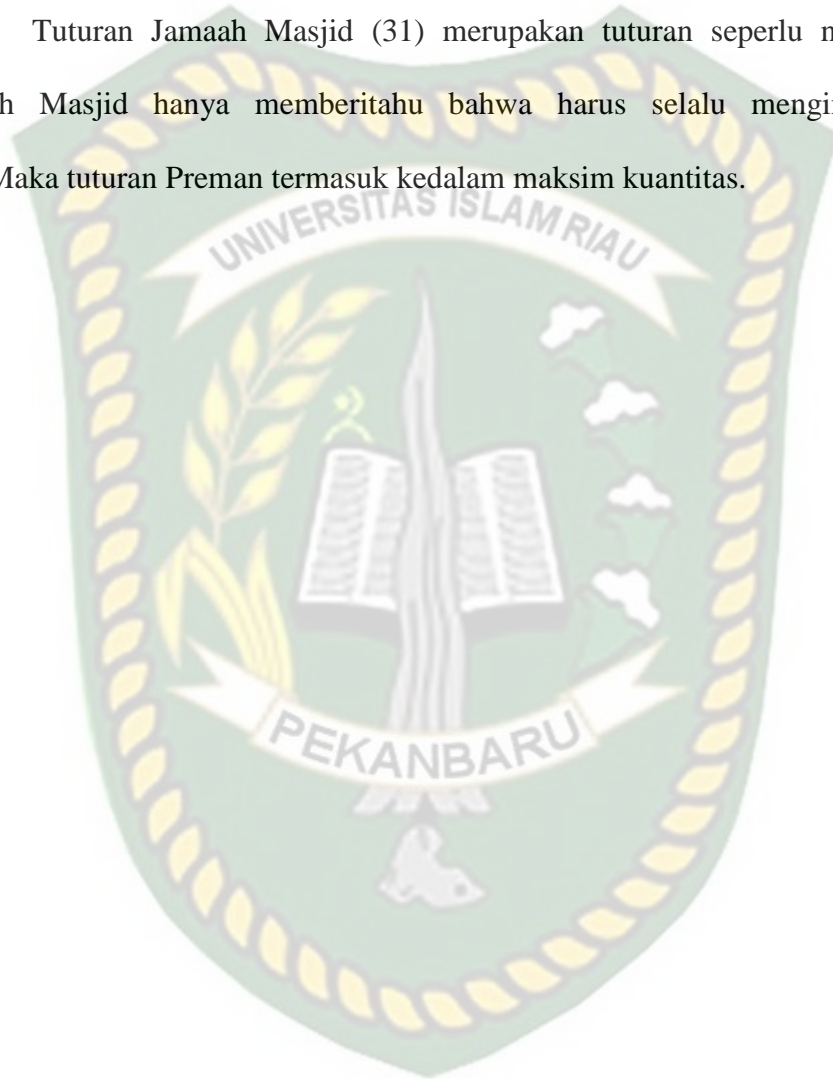 Tuturan Jamaah Masjid (31) merupakan tuturan seperlu
Masjid hanya memberitahu bahwa harus selalu
Maka tuturan Preman termasuk kedalam maksim kuantitas.
UNIVERSITAS ISLAM RIAU
PEKANBARU